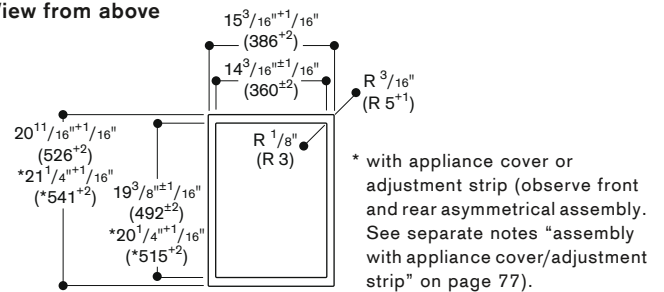 View from above
15³/16"⁺¹/16"
(386⁺²)
14³/16"±¹/16"
(360±²)
R ³/16"
(R 5⁺¹)
R ¹/8"
(R 3)
20¹¹/16"⁺¹/16"
(526⁺²)
*21¹/4"⁺¹/16"
(*541⁺²)
19³/8"±¹/16"
(492±²)
*20¹/4"⁺¹/16"
(*515⁺²)
* with appliance cover or
adjustment strip (observe front
and rear asymmetrical assembly.
See separate notes “assembly
with appliance cover/adjustment
strip” on page 77).